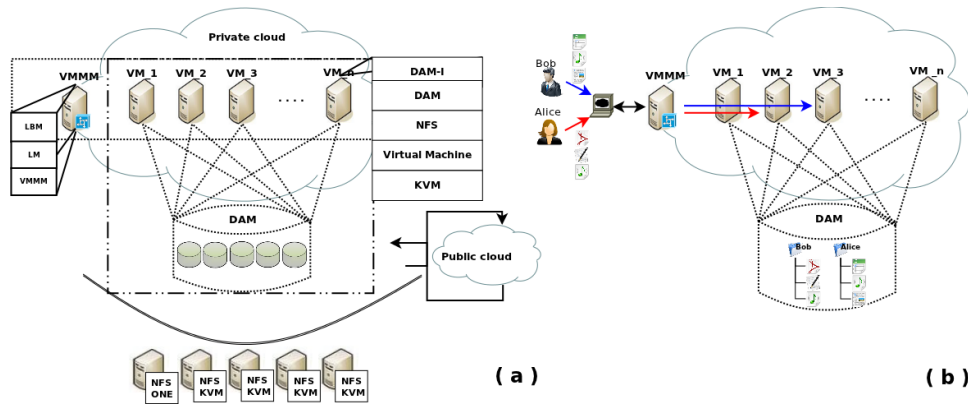 Private cloud
VMMM
VM_1
VM_2
VM_3
VM_n
LBM
LM
VMMM
DAM-I
DAM
NFS
Virtual Machine
KVM
DAM
Public cloud
NFS
ONE
NFS
KVM
NFS
KVM
NFS
KVM
NFS
KVM
( a )
Bob
Alice
VMMM
VM_1
VM_2
VM_3
VM_n
DAM
Bob
Alice
( b )